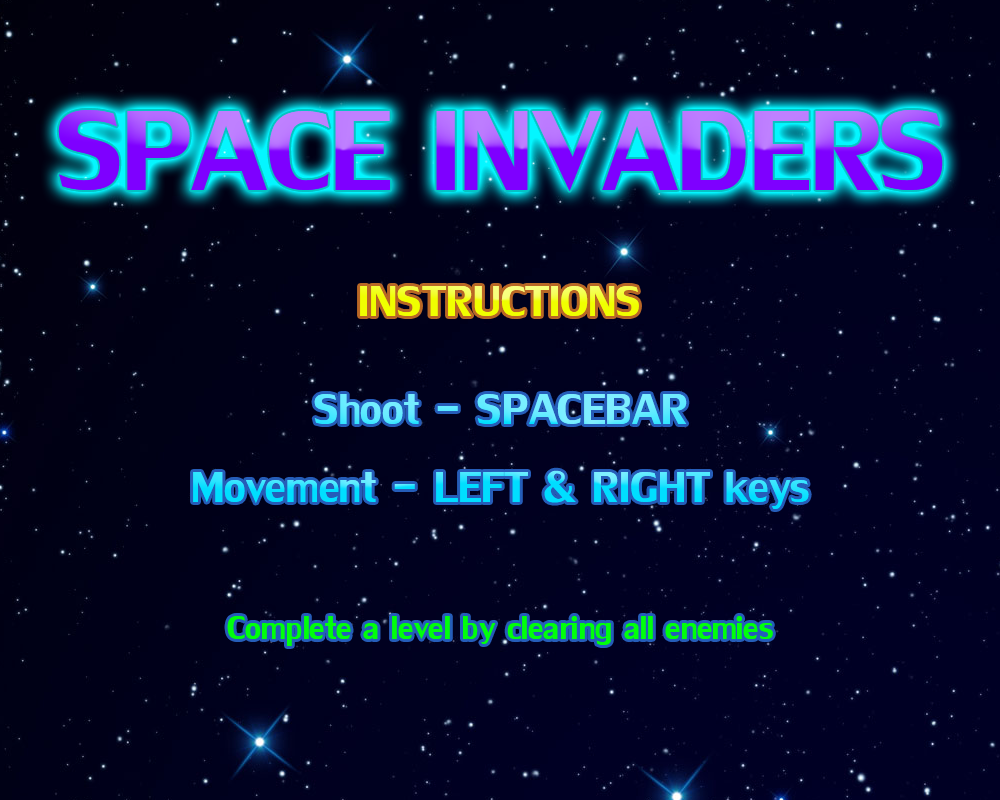 SPACE INVADERS
INSTRUCTIONS
Shoot - SPACEBAR
Movement - LEFT & RIGHT keys
Complete a level by clearing all enemies